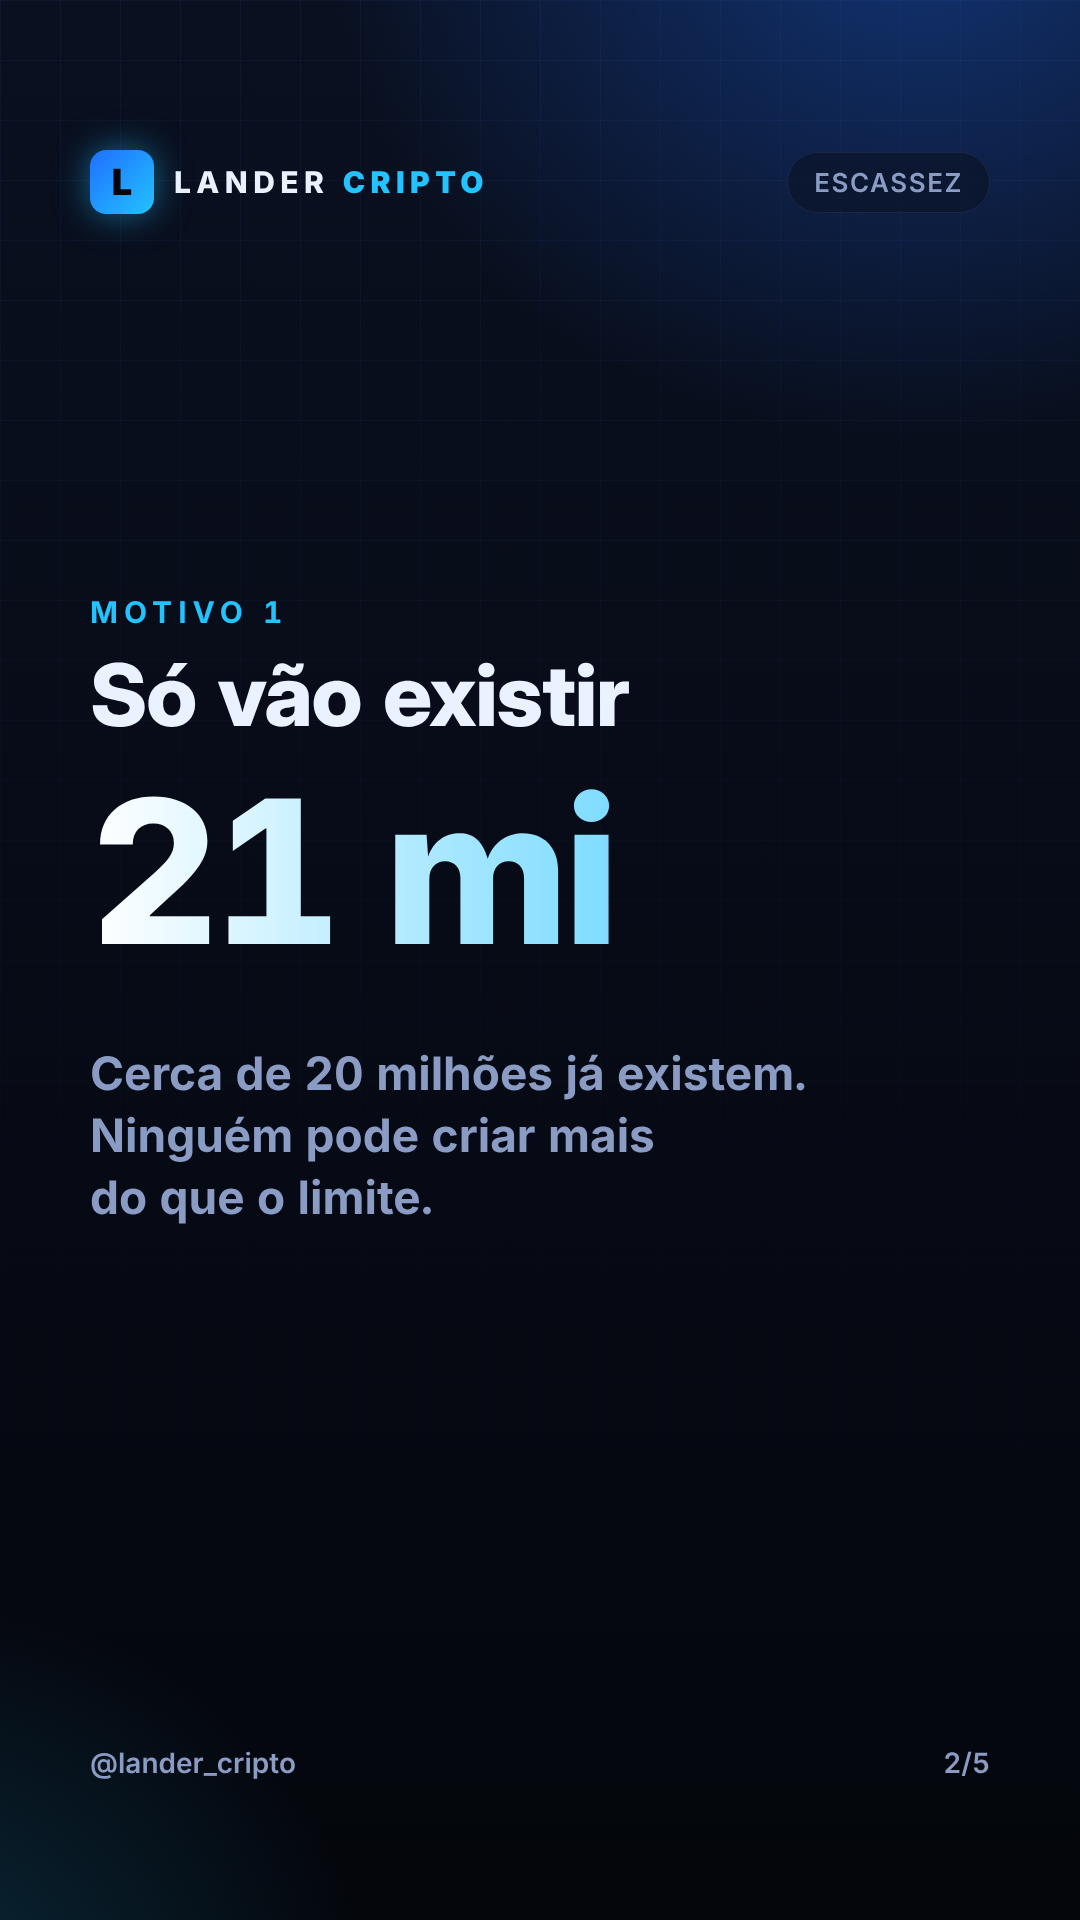 L LANDER CRIPTO
ESCASSEZ
MOTIVO 1
Só vão existir
21 mi
Cerca de 20 milhões já existem.
Ninguém pode criar mais
do que o limite.
@lander_cripto
2/5